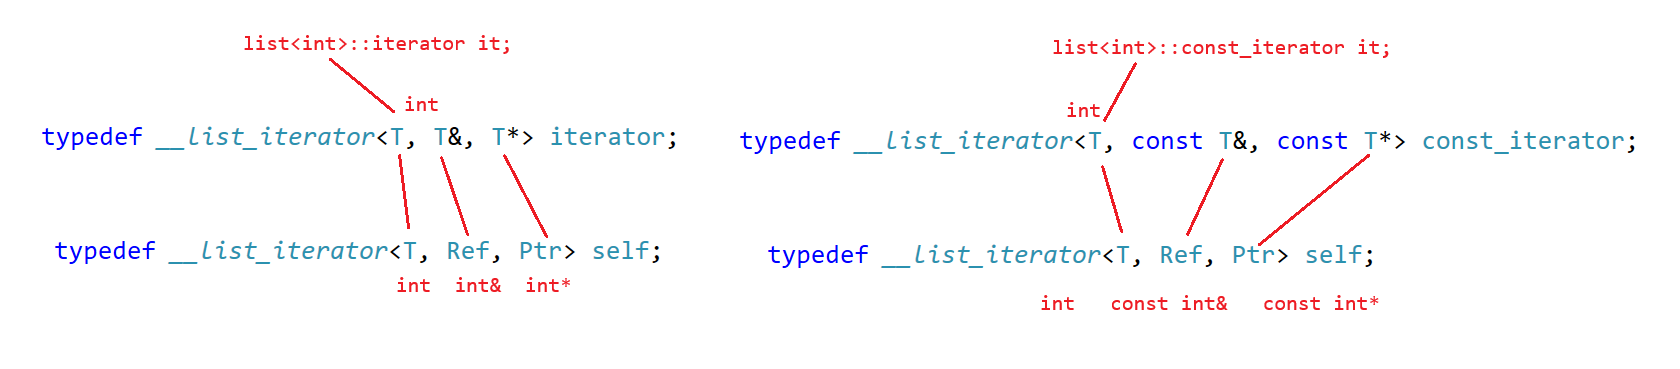 list<int>::iterator it;
int
typedef __list_iterator<T, T&, T*> iterator;
typedef __list_iterator<T, Ref, Ptr> self;
int int& int*
list<int>::const_iterator it;
int
typedef __list_iterator<T, const T&, const T*> const_iterator;
typedef __list_iterator<T, Ref, Ptr> self;
int const int& const int*